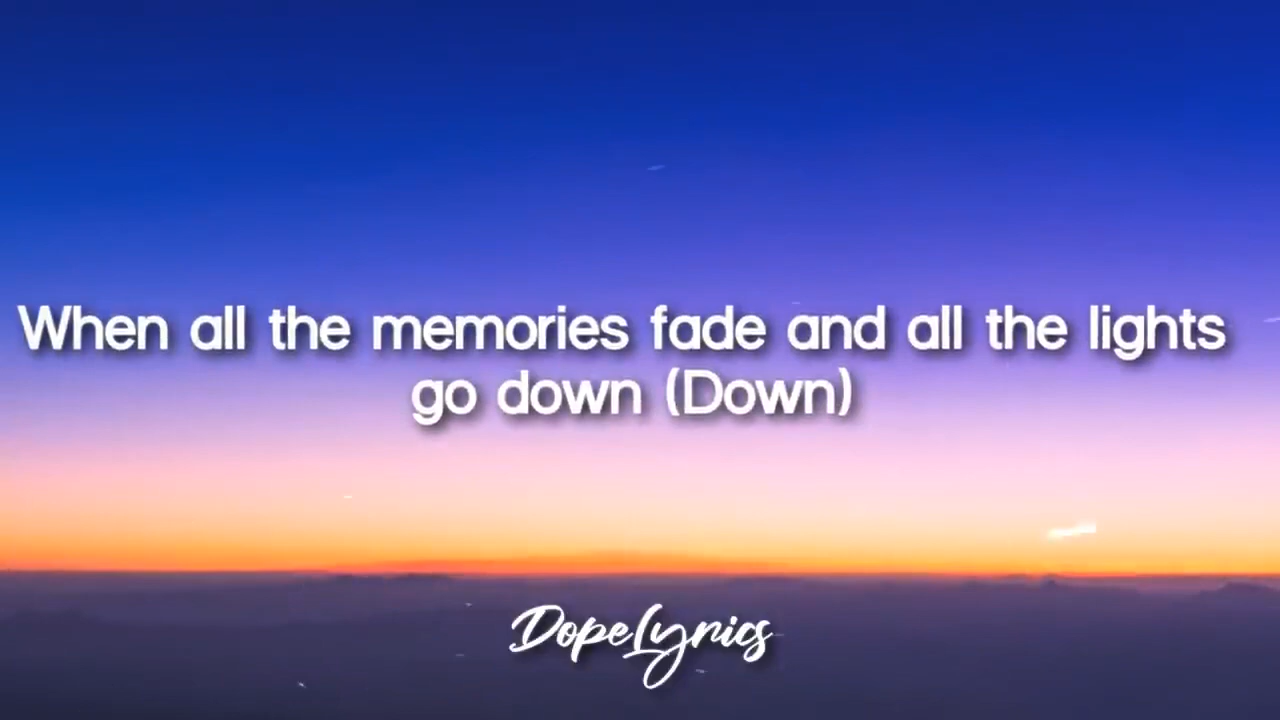 When all the memories fade and all the lights
go down (Down)
DopeLyrics